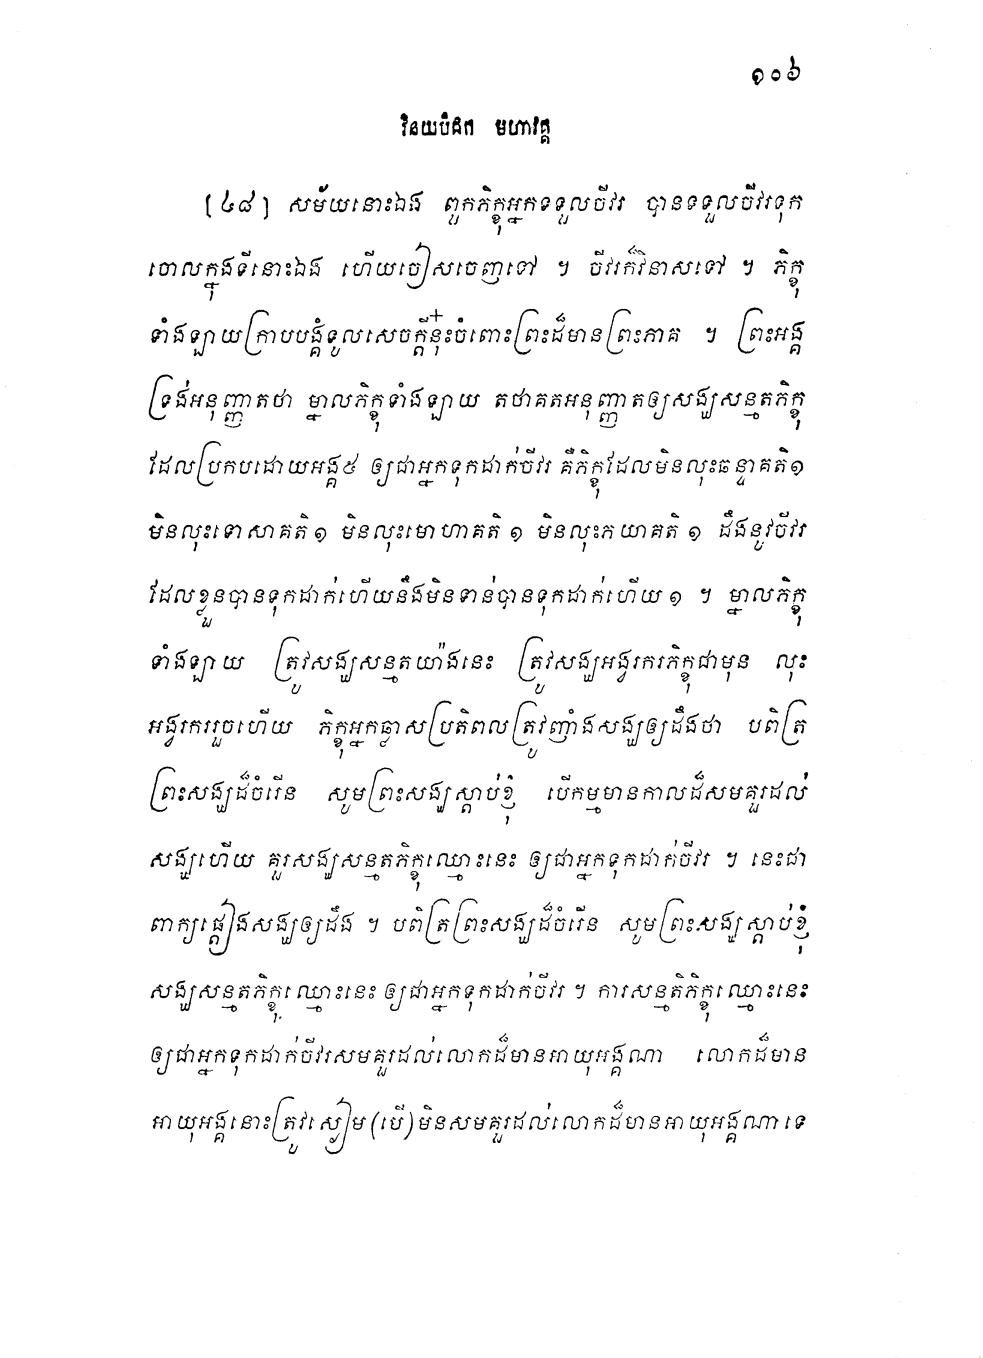 ១០៦
វិនយបិដក មហាវគ្គ
[៤៨] សម័យនោះឯង ពួកភិក្ខុអ្នកទទួលចីវរ បានទទួលចីវរទុក
ចោលក្នុងទីនោះឯង ហើយចៀសចេញទៅ ។ ចីវរក៏វិនាសទៅ ។ ភិក្ខុ
ទាំងឡាយក្រាបបង្គំទូលសេចក្តីនុ៎ះចំពោះព្រះដ៏មានព្រះភាគ ។ ព្រះអង្គ
ទ្រង់អនុញ្ញាតថា ម្នាលភិក្ខុទាំងឡាយ តថាគតអនុញ្ញាតឲ្យសង្ឃសន្មតភិក្ខុ
ដែលប្រកបដោយអង្គ៥ ឲ្យជាអ្នកទុកដាក់ចីវរ គឺភិក្ខុដែលមិនលុះឆន្ទាគតិ១
មិនលុះទោសាគតិ ១ មិនលុះមោហាគតិ ១ មិនលុះភយាគតិ ១ ដឹងនូវចីវរ
ដែលខ្លួនបានទុកដាក់ហើយនឹងមិនទាន់បានទុកដាក់ហើយ ១ ។ ម្នាលភិក្ខុ
ទាំងឡាយ ត្រូវសង្ឃសន្មតយ៉ាងនេះ ត្រូវសង្ឃអង្វរករភិក្ខុជាមុន លុះ
អង្វរកររួចហើយ ភិក្ខុអ្នកឆ្លាសប្រតិពលត្រូវញ៉ាំងសង្ឃឲ្យដឹងថា បពិត្រ
ព្រះសង្ឃដ៏ចំរើន សូមព្រះសង្ឃស្តាប់ខ្ញុំ បើកម្មមានកាលដ៏សមគួរដល់
សង្ឃហើយ គួរសង្ឃសន្មតភិក្ខុឈ្មោះនេះ ឲ្យជាអ្នកទុកដាក់ចីវរ ។ នេះជា
ពាក្យផ្តៀងសង្ឃឲ្យដឹង ។ បពិត្រព្រះសង្ឃដ៏ចំរើន សូមព្រះសង្ឃស្តាប់ខ្ញុំ
សង្ឃសន្មតភិក្ខុឈ្មោះនេះ ឲ្យជាអ្នកទុកដាក់ចីវរ ។ ការសន្មតិភិក្ខុឈ្មោះនេះ
ឲ្យជាអ្នកទុកដាក់ចីវរសមគួរដល់លោកដ៏មានអាយុអង្គណា លោកដ៏មាន
អាយុអង្គនោះត្រូវស្ងៀម (បើ) មិនសមគួរដល់លោកដ៏មានអាយុអង្គណាទេ